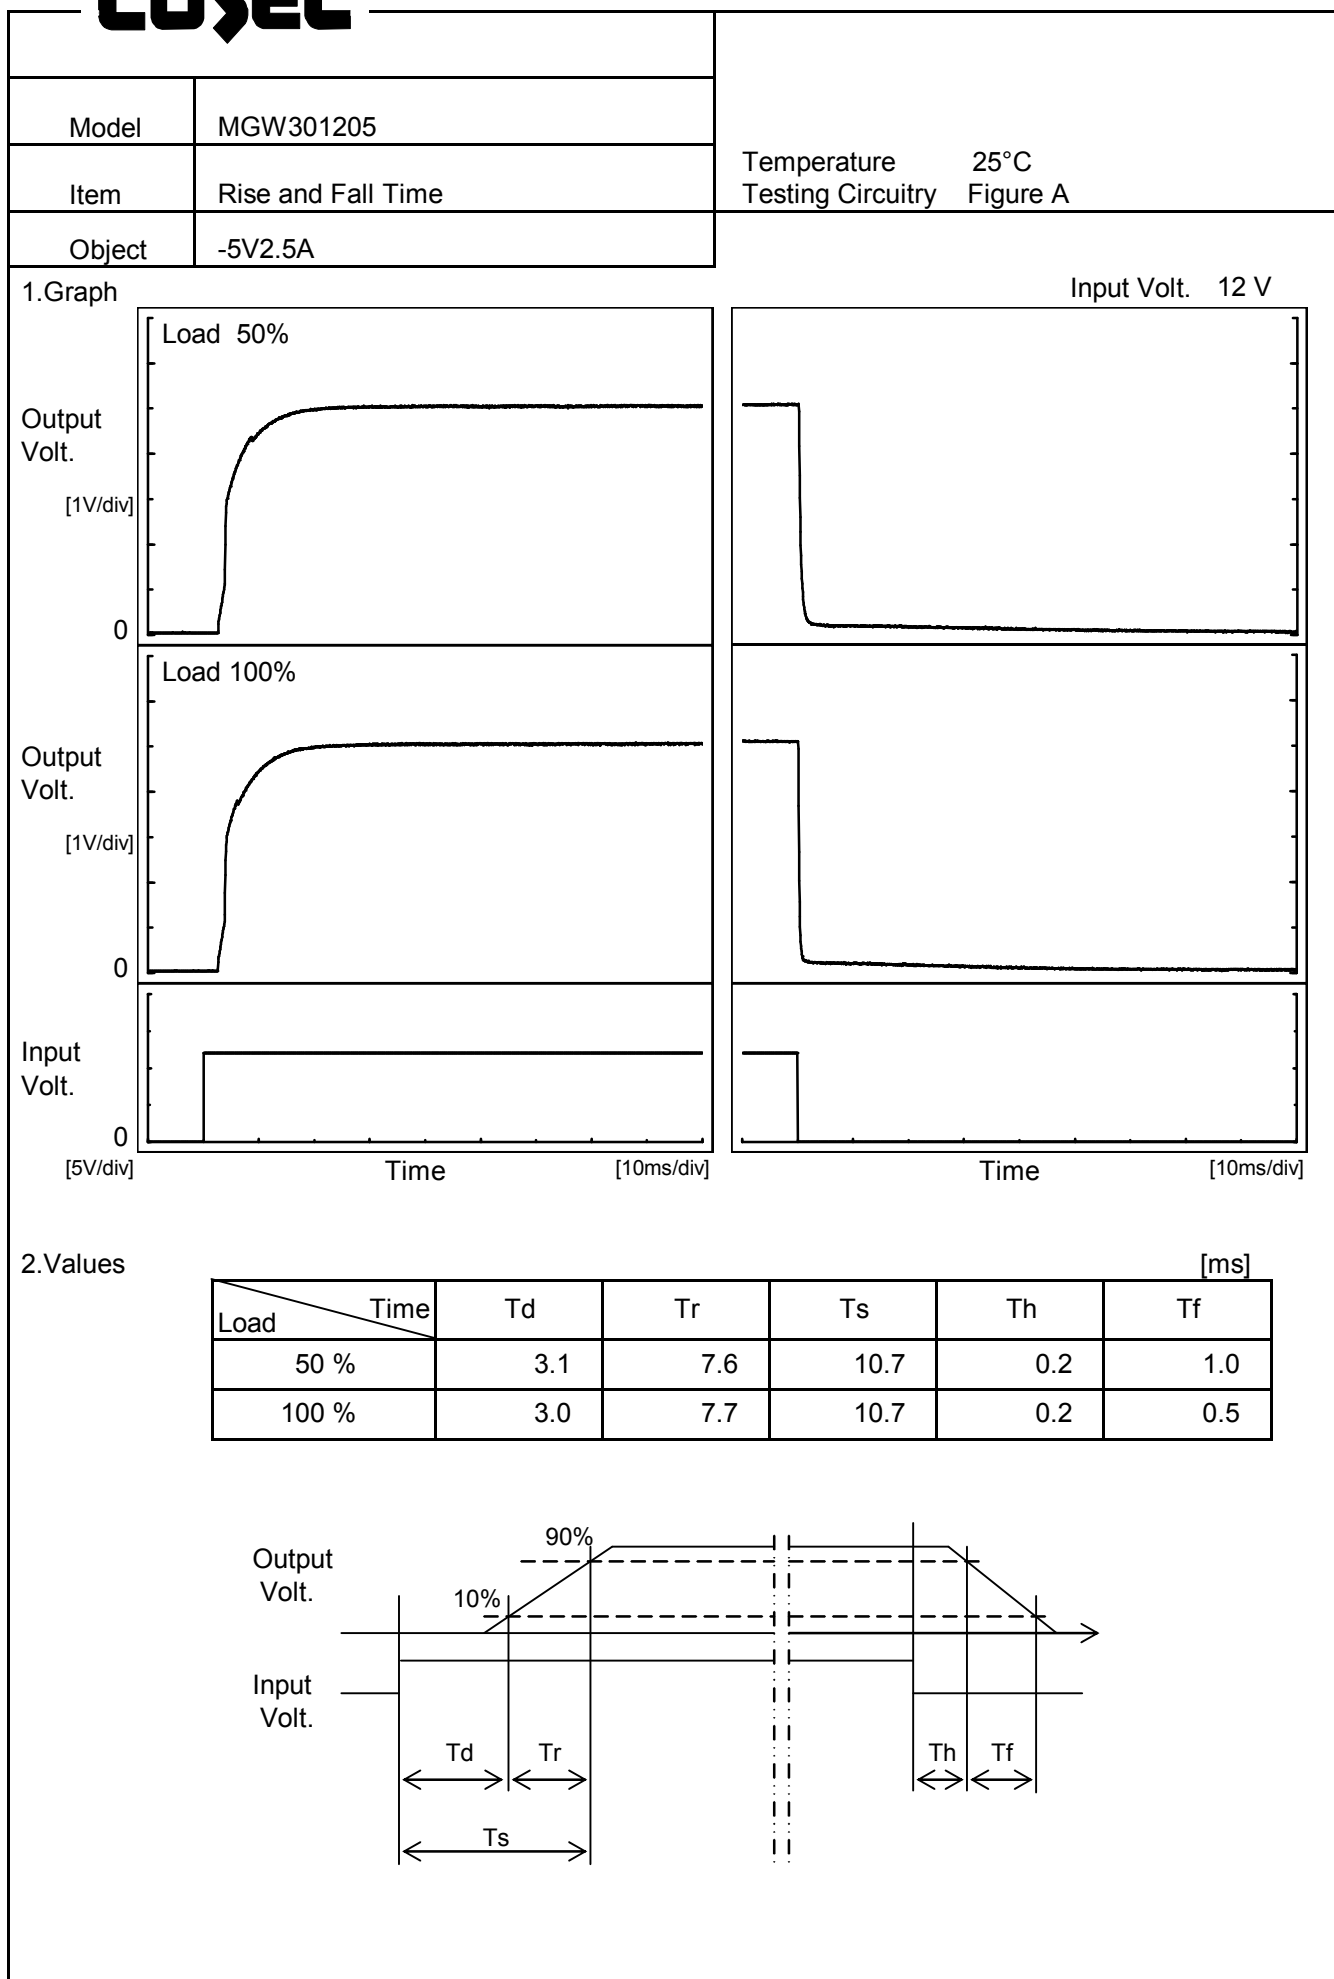 COSEL
Model MGW301205
Item Rise and Fall Time
Temperature 25°C
Testing Circuitry Figure A
Object -5V2.5A
1.Graph Input Volt. 12 V
Load 50%
Output
Volt.
[1V/div]
0
Load 100%
Output
Volt.
[1V/div]
0
Input
Volt.
0
[5V/div] Time [10ms/div] Time [10ms/div]
2.Values [ms]
Load Time Td Tr Ts Th Tf
50 % 3.1 7.6 10.7 0.2 1.0
100 % 3.0 7.7 10.7 0.2 0.5
90%
Output
Volt.
10%
Input
Volt.
Td Tr Th Tf
Ts